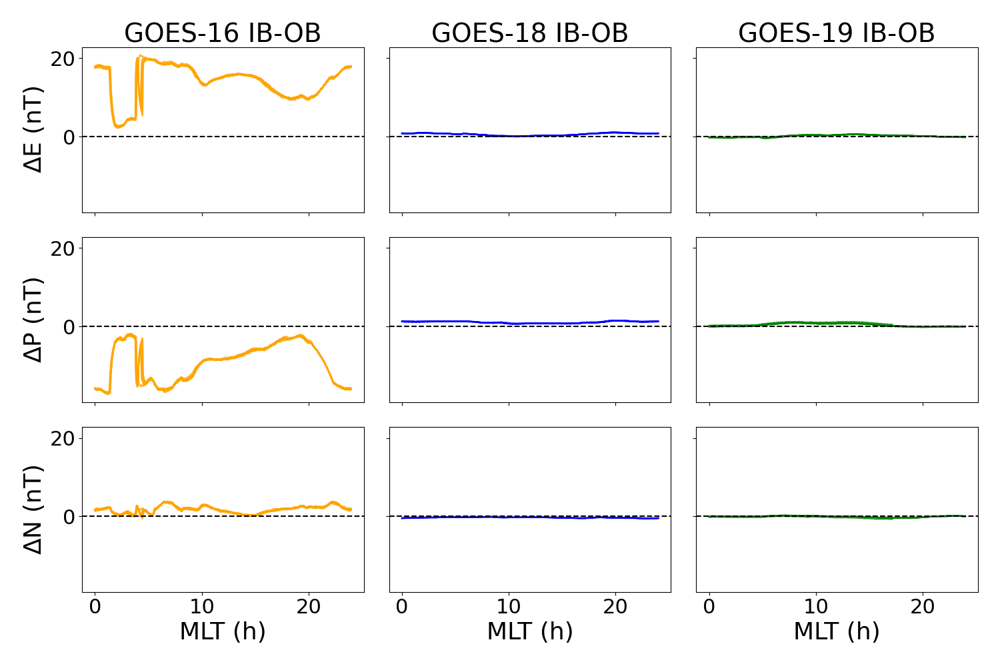 GOES-16 IB-OB GOES-18 IB-OB GOES-19 IB-OB
20
ΔE (nT)
0
20
ΔP (nT)
0
20
ΔN (nT)
0
0 10 20 0 10 20 0 10 20
MLT (h) MLT (h) MLT (h)